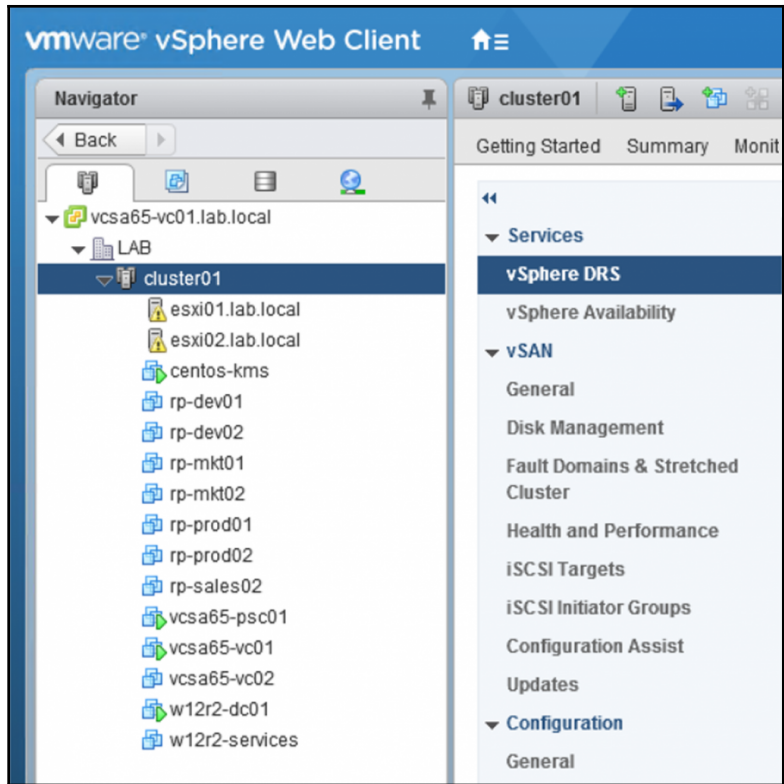 vmware® vSphere Web Client
Navigator
Back
vcsa65-vc01.lab.local
LAB
cluster01
esxi01.lab.local
esxi02.lab.local
centos-kms
rp-dev01
rp-dev02
rp-mkt01
rp-mkt02
rp-prod01
rp-prod02
rp-sales02
vcsa65-psc01
vcsa65-vc01
vcsa65-vc02
w12r2-dc01
w12r2-services
cluster01
Getting Started Summary Monit
Services
vSphere DRS
vSphere Availability
vSAN
General
Disk Management
Fault Domains & Stretched
Cluster
Health and Performance
iSCSI Targets
iSCSI Initiator Groups
Configuration Assist
Updates
Configuration
General